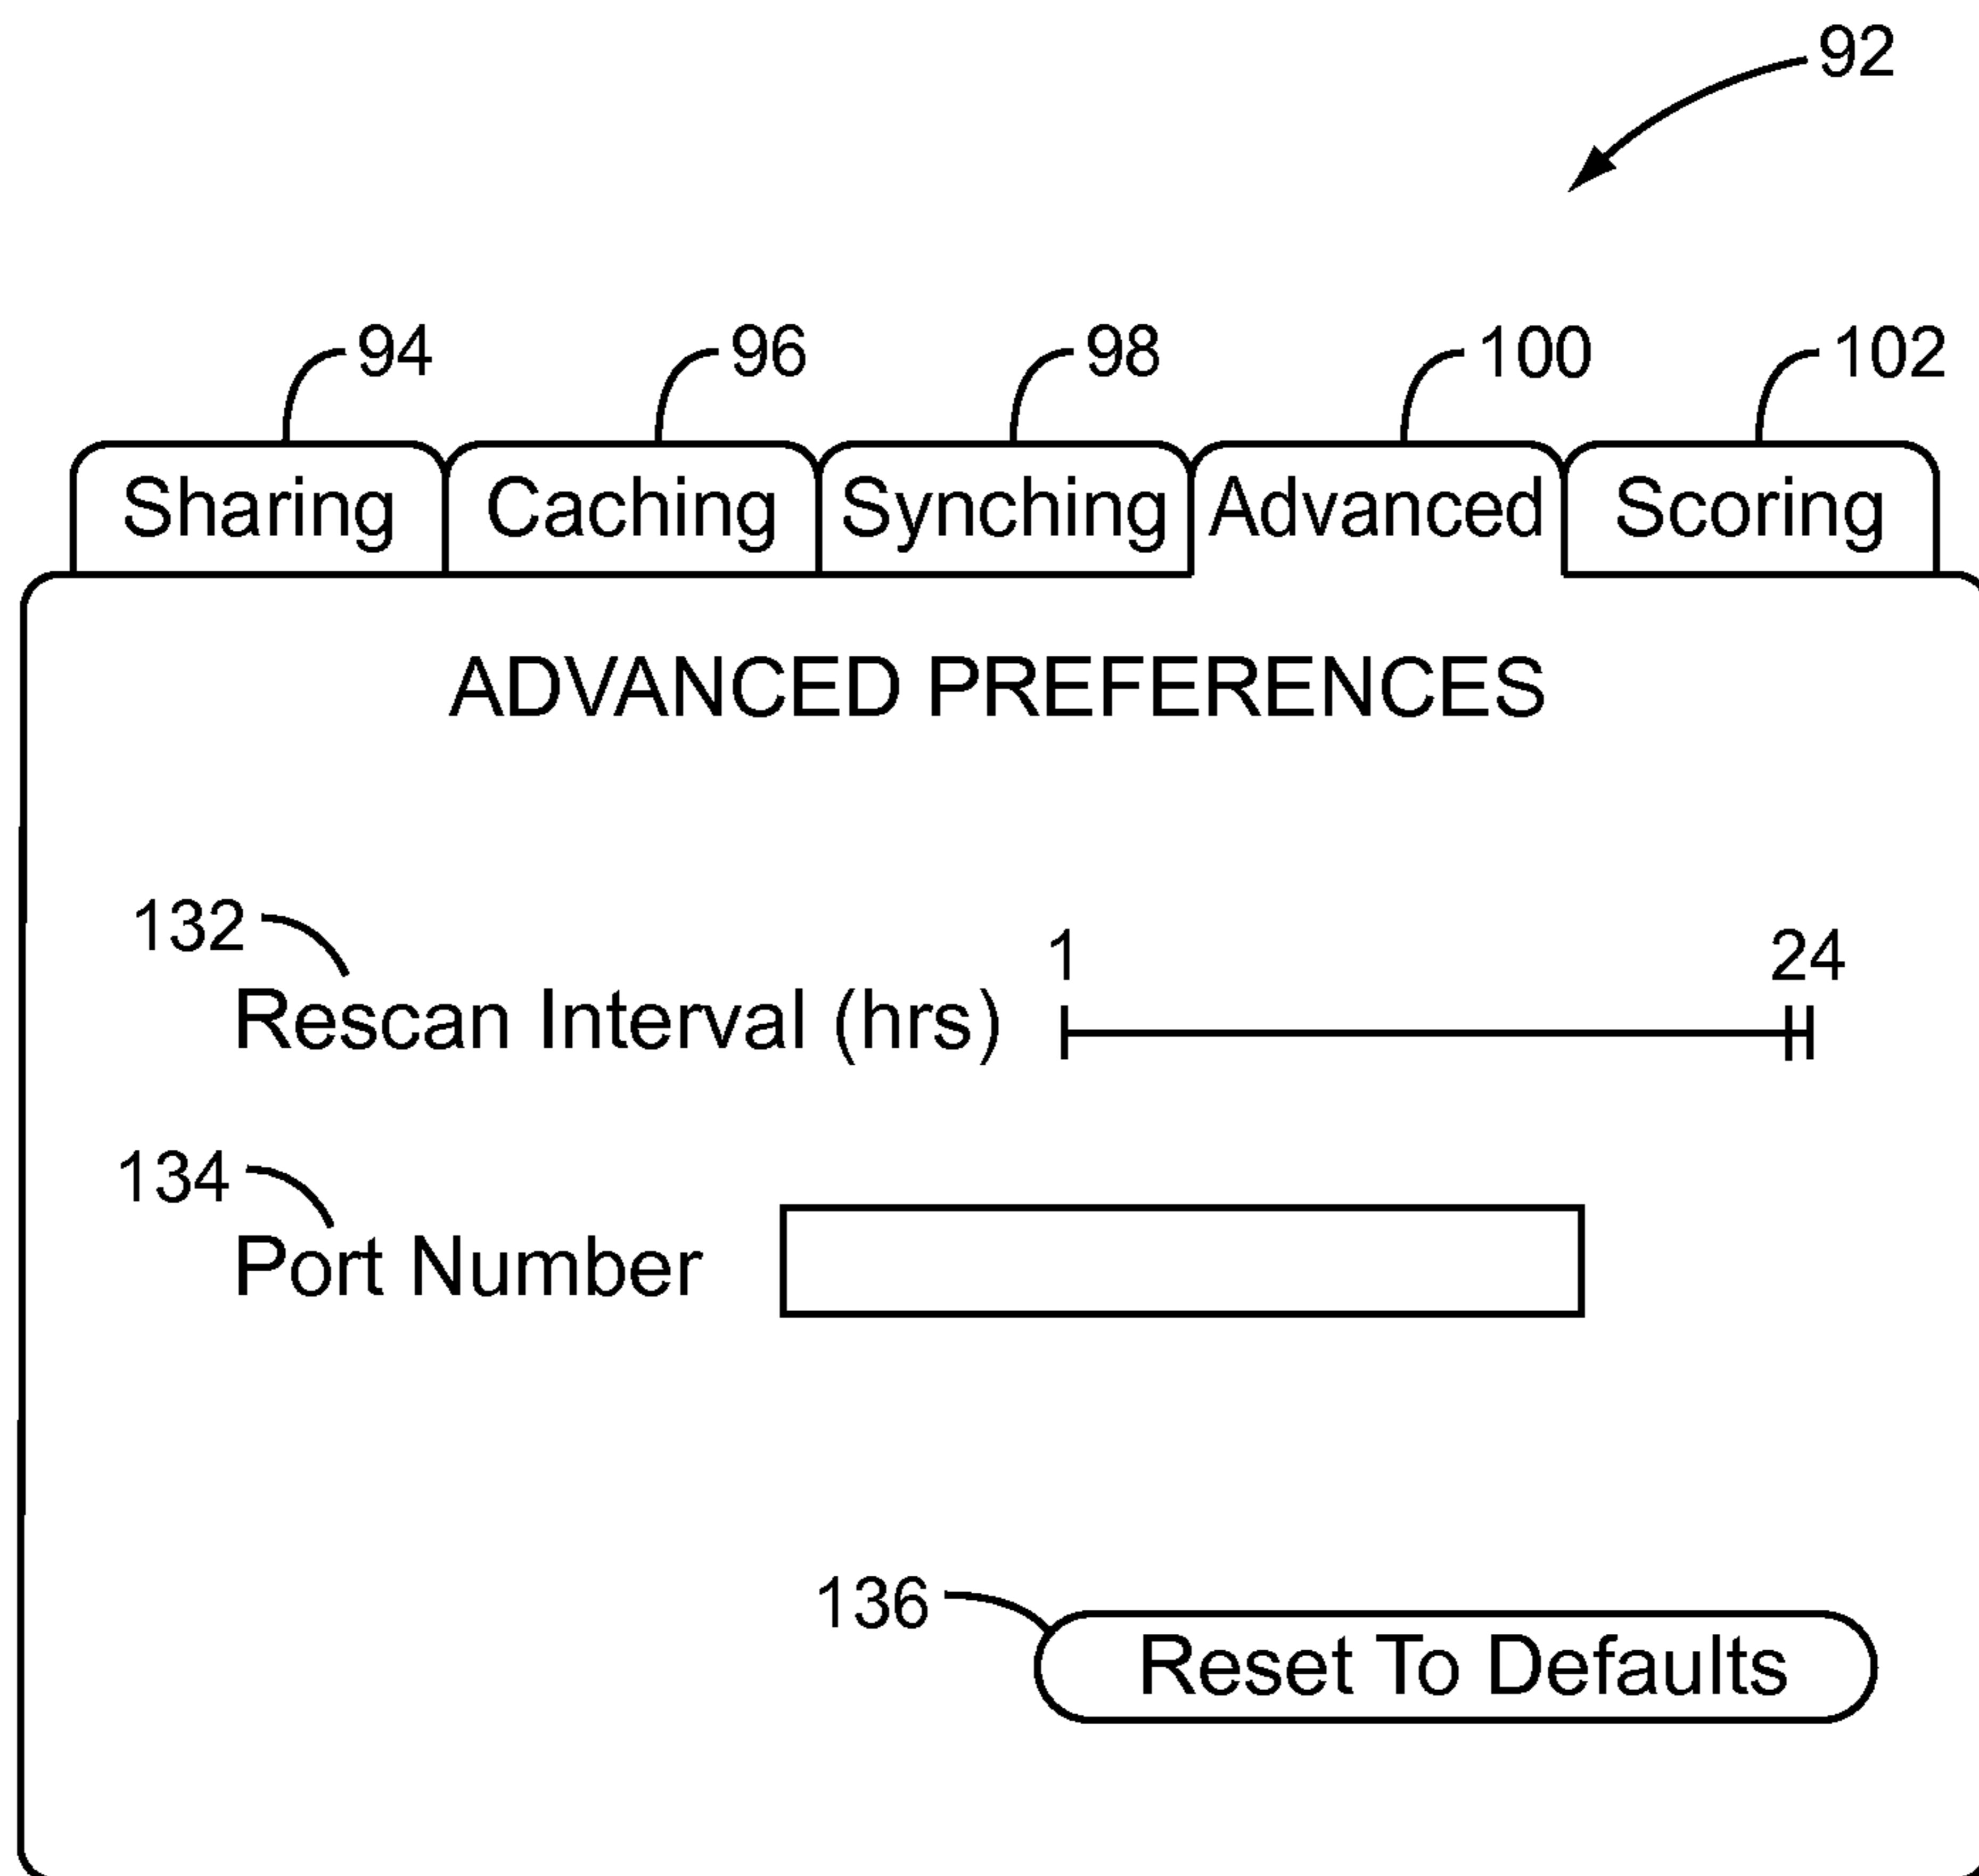 92
94 96 98 100 102
Sharing Caching Synching Advanced Scoring
ADVANCED PREFERENCES
132
1 24
Rescan Interval (hrs)
134
Port Number
136
Reset To Defaults